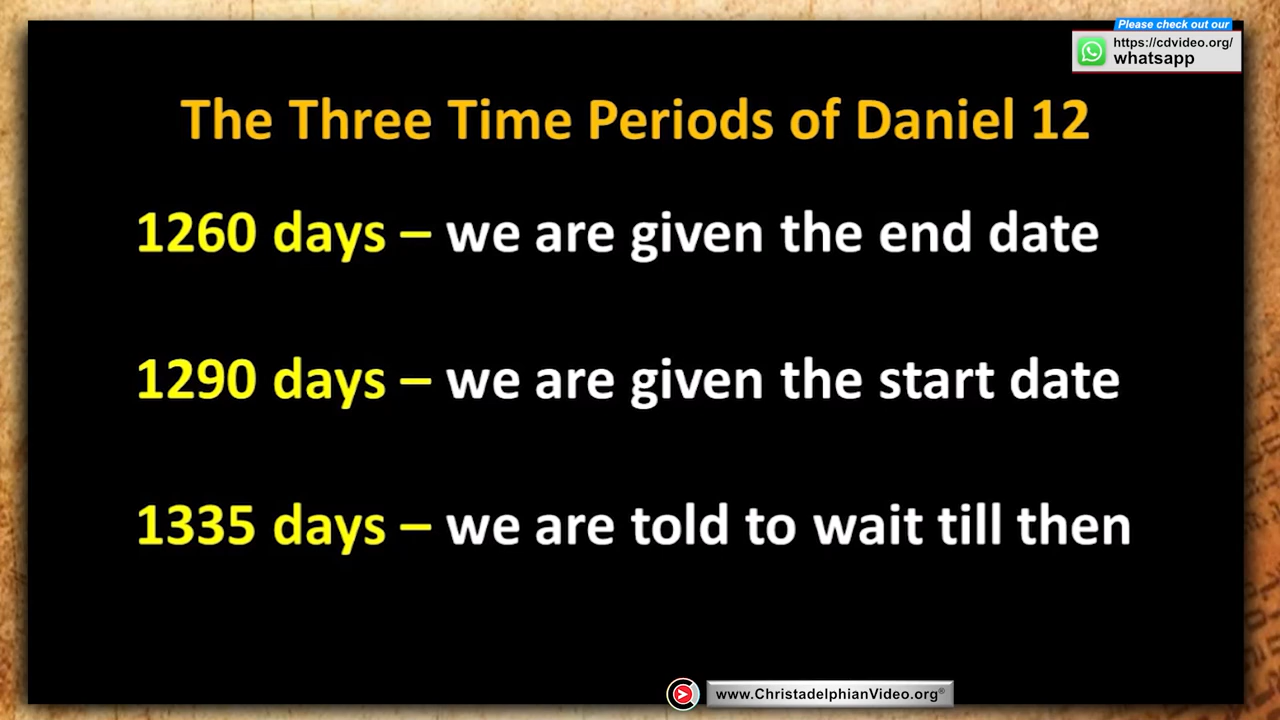 Please check out our
https://cdvideo.org/
whatsapp
The Three Time Periods of Daniel 12
1260 days – we are given the end date
1290 days – we are given the start date
1335 days – we are told to wait till then
www.ChristadelphianVideo.org®